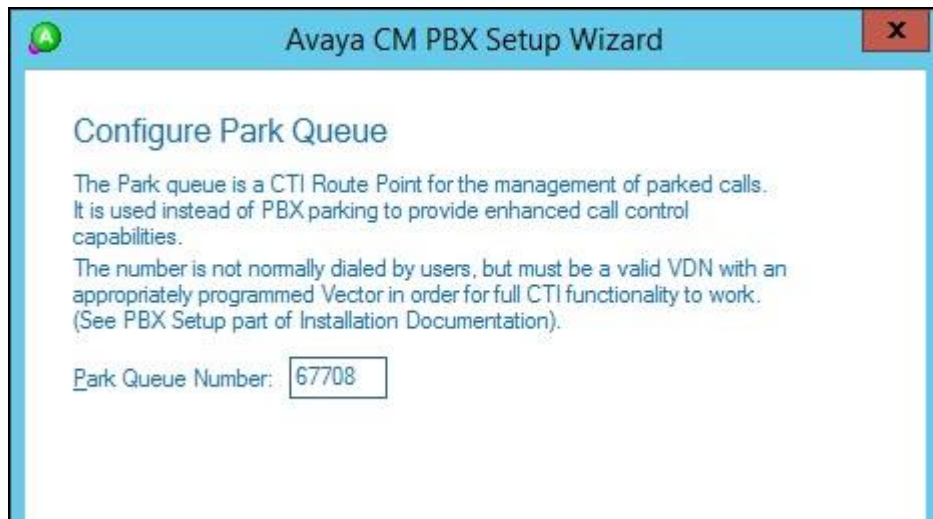 Avaya CM PBX Setup Wizard
x
Configure Park Queue
The Park queue is a CTI Route Point for the management of parked calls.
It is used instead of PBX parking to provide enhanced call control
capabilities.
The number is not normally dialed by users, but must be a valid VDN with an
appropriately programmed Vector in order for full CTI functionality to work.
(See PBX Setup part of Installation Documentation).
Park Queue Number: 67708